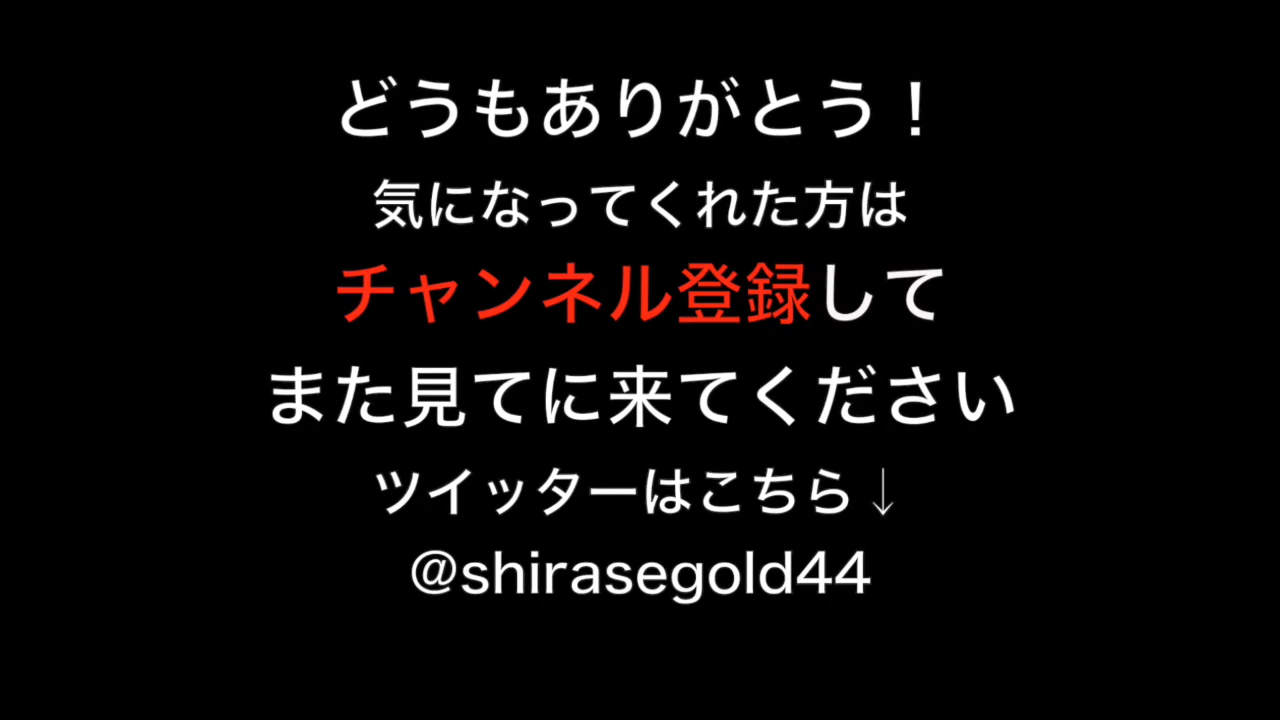 どうもありがとう！
気になってくれた方は
チャンネル登録して
また見てに来てください
ツイッターはこちら↓
@shirasegold44